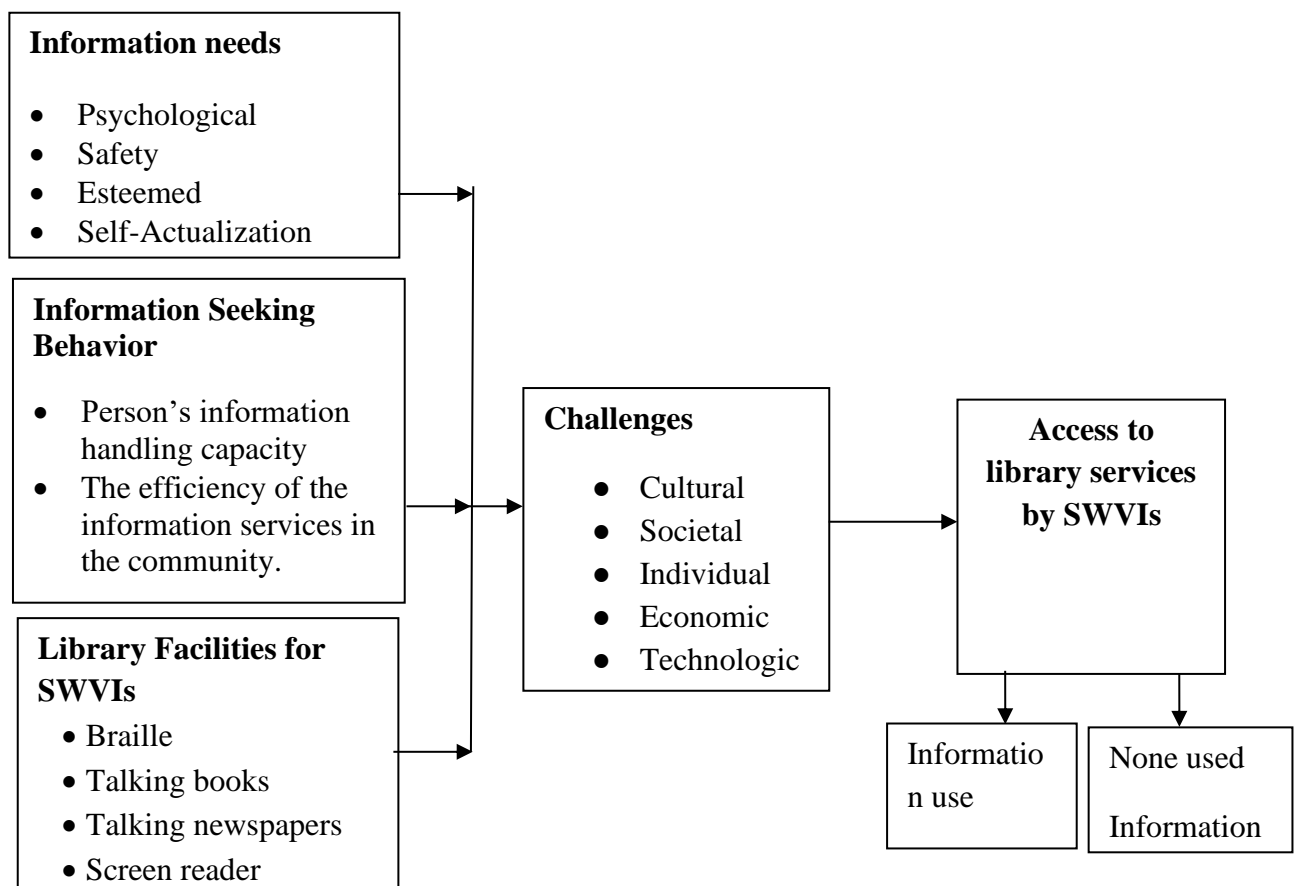 Information needs
• Psychological
• Safety
• Esteemed
• Self-Actualization
Information Seeking
Behavior
• Person’s information
handling capacity
• The efficiency of the
information services in
the community.
Library Facilities for
SWVIs
• Braille
• Talking books
• Talking newspapers
• Screen reader
Challenges
● Cultural
● Societal
● Individual
● Economic
● Technologic
Access to
library services
by SWVIs
Informatio
n use
None used
Information